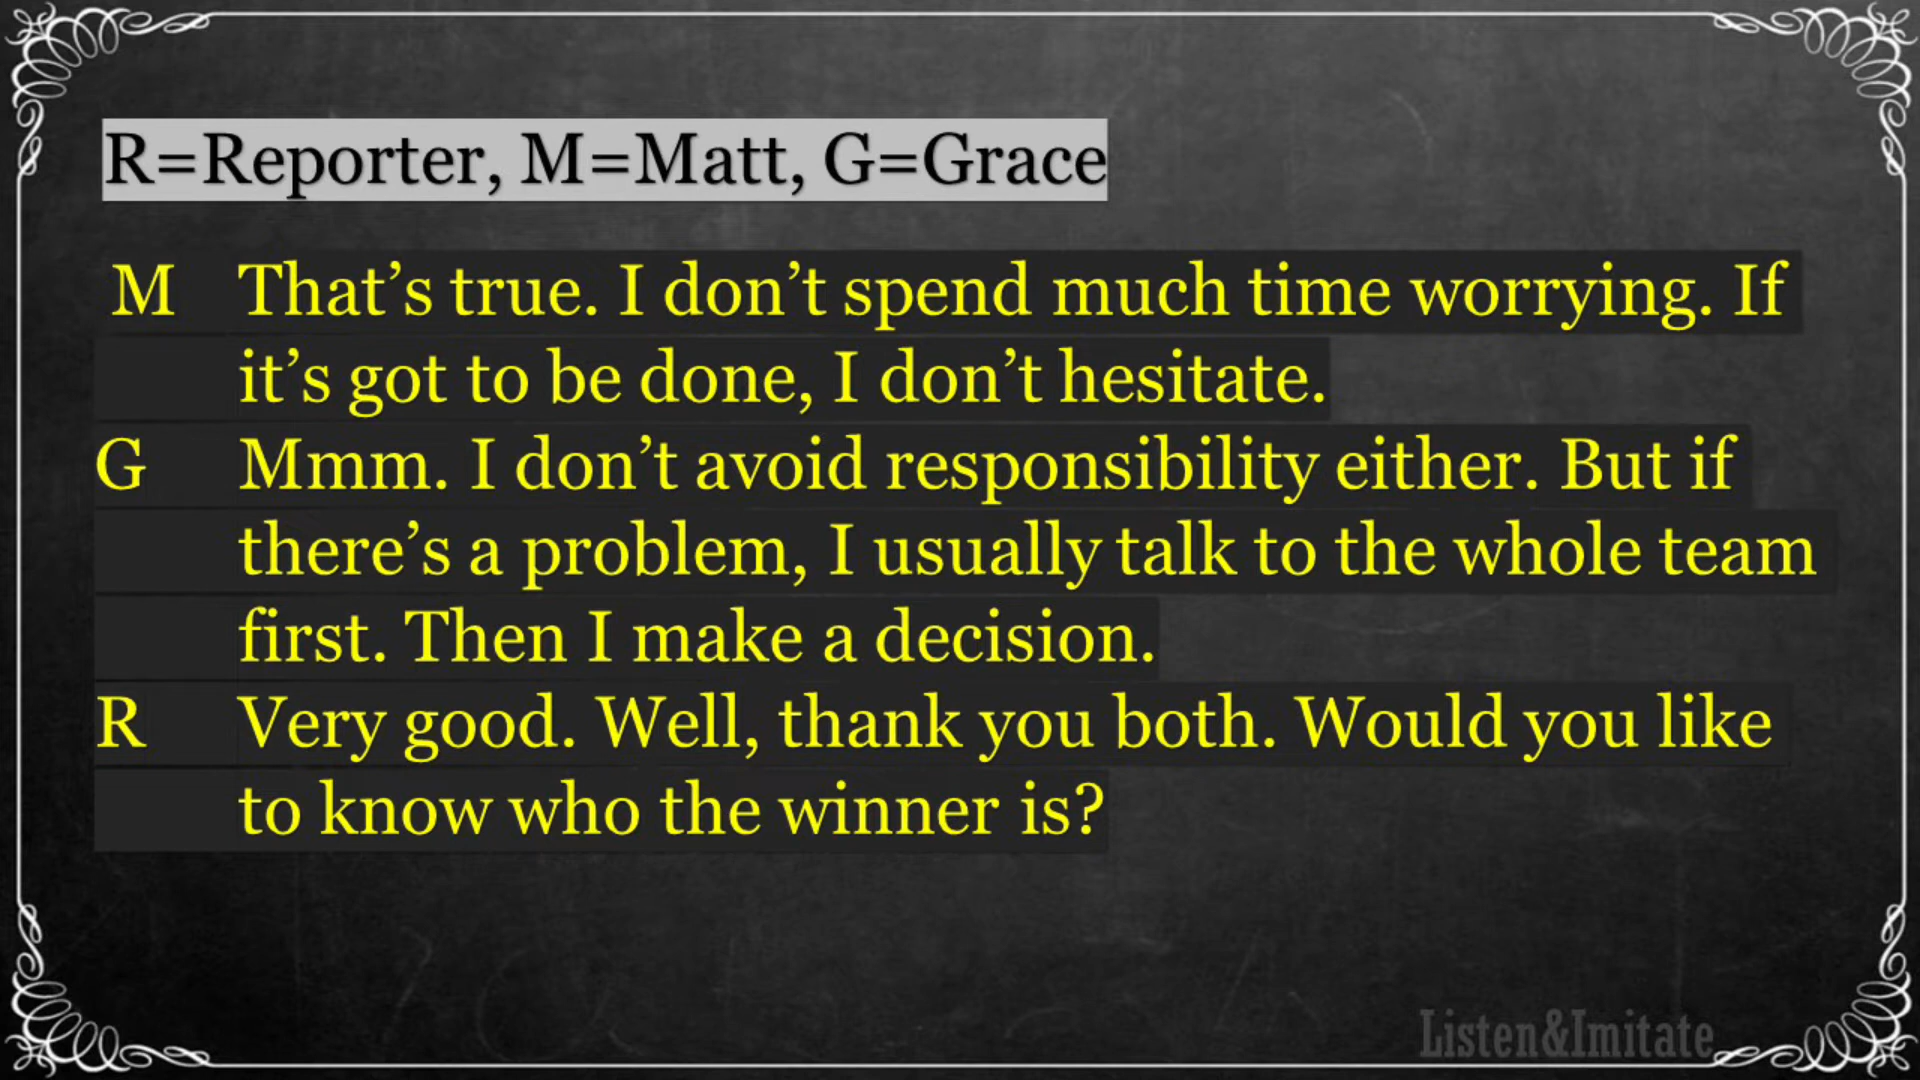 R=Reporter, M=Matt, G=Grace
M That’s true. I don’t spend much time worrying. If
it’s got to be done, I don’t hesitate.
G Mmm. I don’t avoid responsibility either. But if
there’s a problem, I usually talk to the whole team
first. Then I make a decision.
R Very good. Well, thank you both. Would you like
to know who the winner is?
Listen&Imitate